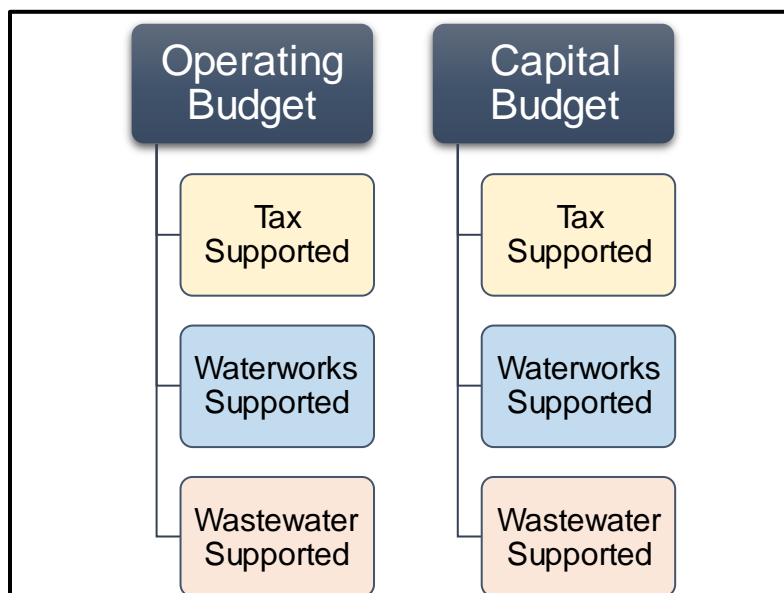 Operating
Budget
Tax
Supported
Waterworks
Supported
Wastewater
Supported
Capital
Budget
Tax
Supported
Waterworks
Supported
Wastewater
Supported